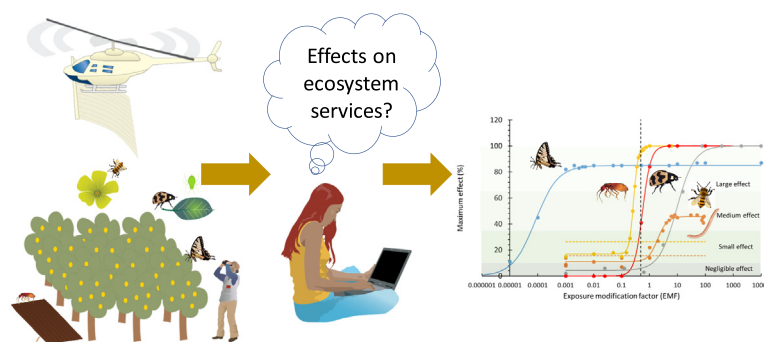 Effects on
ecosystem
services?
Maximum effect (%)
120
100
80
60
40
20
0
Large effect
Medium effect
Small effect
Negligible effect
0.000001 0.00001 0.0001 0.001 0.01 0.1 1 10 100 1000 10000
Exposure modification factor (EMF)